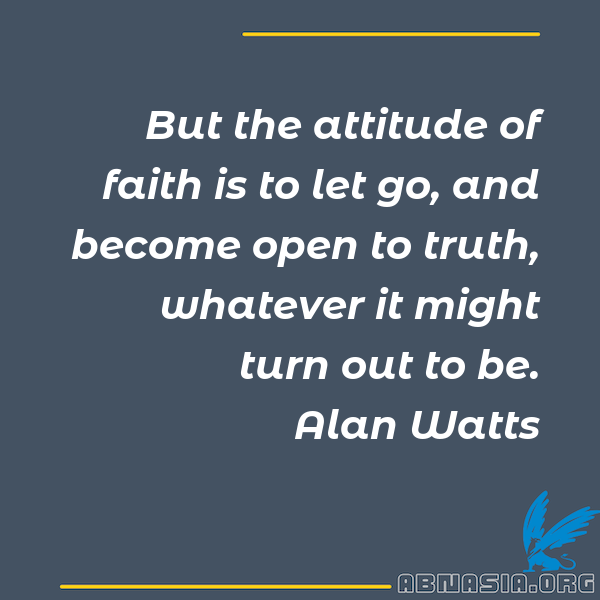 But the attitude of
faith is to let go, and
become open to truth,
whatever it might
turn out to be.
Alan Watts
ABNASIA.ORG